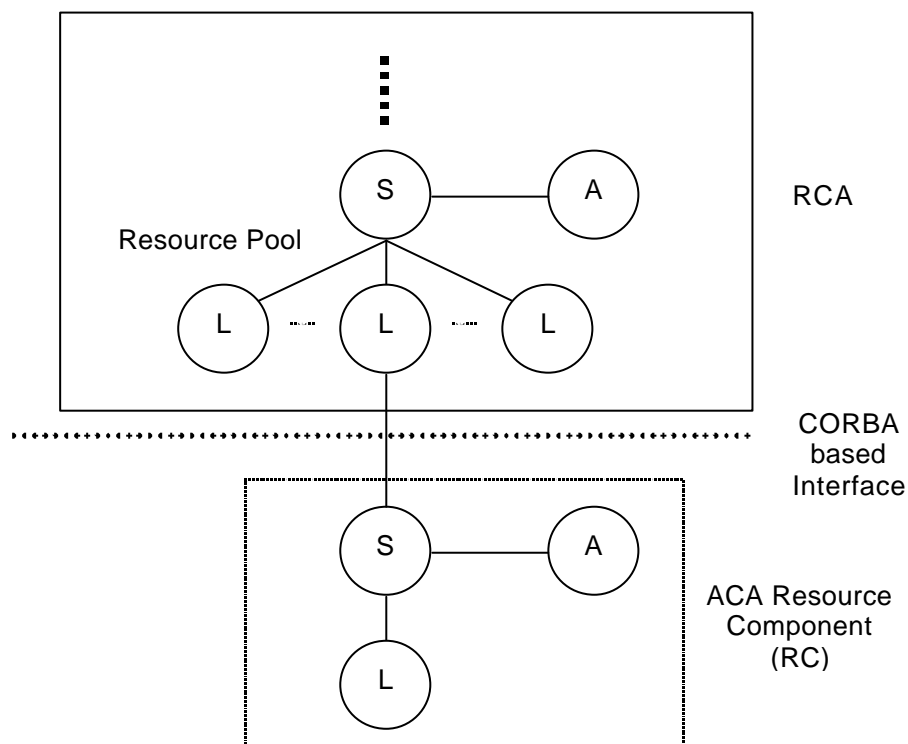 S
A
RCA
Resource Pool
L
L
L
CORBA
based
Interface
S
A
ACA Resource
Component
(RC)
L